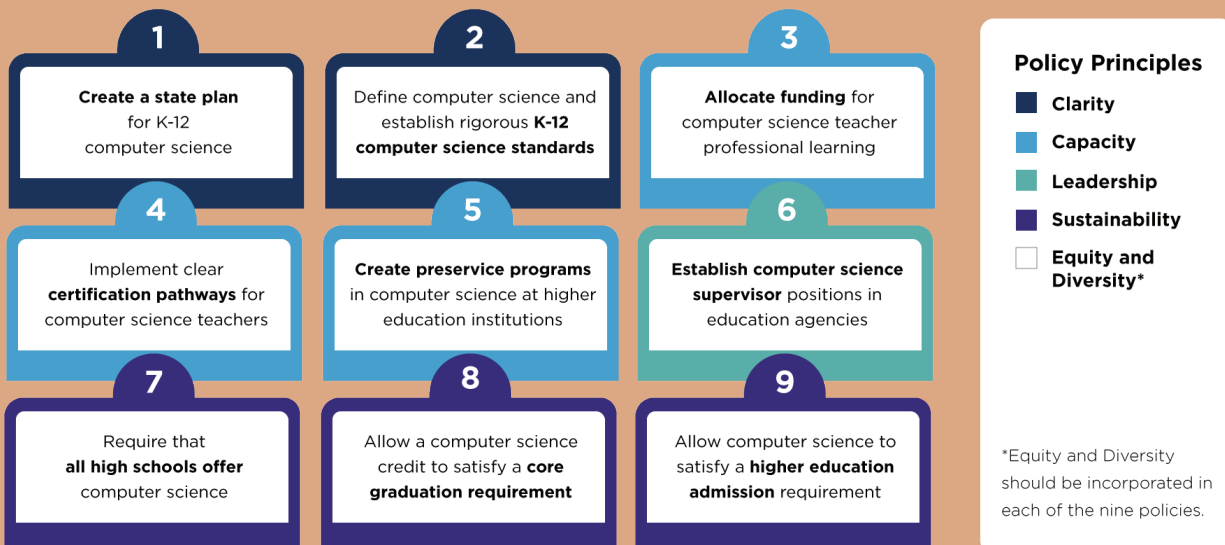 1
Create a state plan
for K-12
computer science
2
Define computer science and
establish rigorous K-12
computer science standards
3
Allocate funding for
computer science teacher
professional learning
4
Implement clear
certification pathways for
computer science teachers
5
Create preservice programs
in computer science at higher
education institutions
6
Establish computer science
supervisor positions in
education agencies
7
Require that
all high schools offer
computer science
8
Allow a computer science
credit to satisfy a core
graduation requirement
9
Allow computer science to
satisfy a higher education
admission requirement
Policy Principles
Clarity
Capacity
Leadership
Sustainability
Equity and
Diversity*
*Equity and Diversity
should be incorporated in
each of the nine policies.